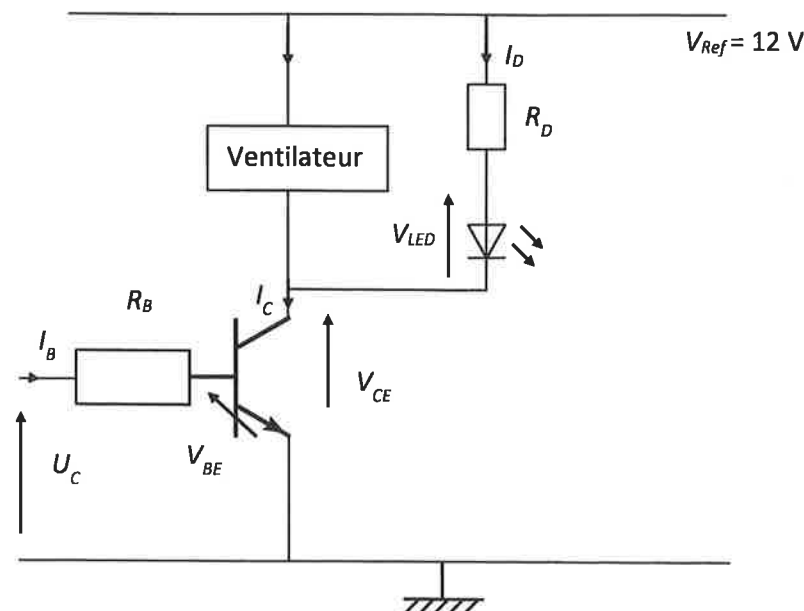 V_Ref = 12 V
I_D
R_D
Ventilateur
V_LED
I_C
R_B
I_B
V_CE
V_BE
U_C